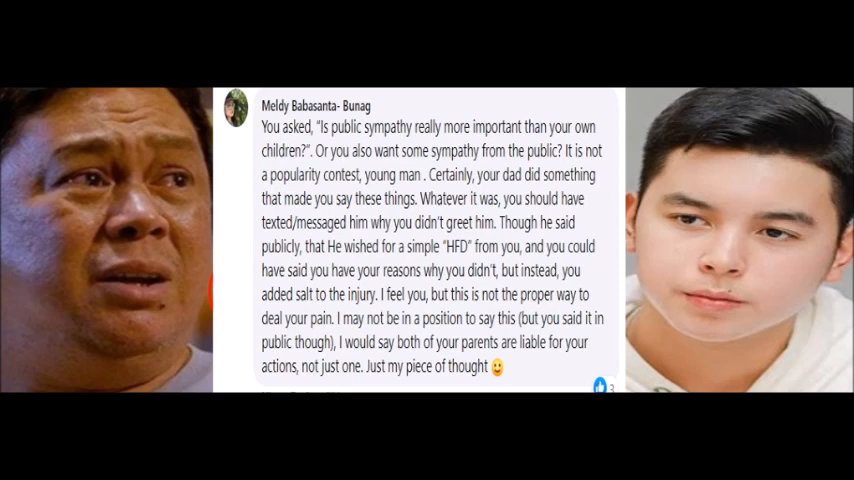 Meldy Babasanta- Bunag
You asked, "Is public sympathy really more important than your own
children?". Or you also want some sympathy from the public? It is not
a popularity contest, young man . Certainly, your dad did something
that made you say these things. Whatever it was, you should have
texted/messaged him why you didn't greet him. Though he said
publicly, that He wished for a simple "HFD" from you, and you could
have said you have your reasons why you didn't, but instead, you
added salt to the injury. I feel you, but this is not the proper way to
deal your pain. I may not be in a position to say this (but you said it in
public though), I would say both of your parents are liable for your
actions, not just one. Just my piece of thought 🙂
3